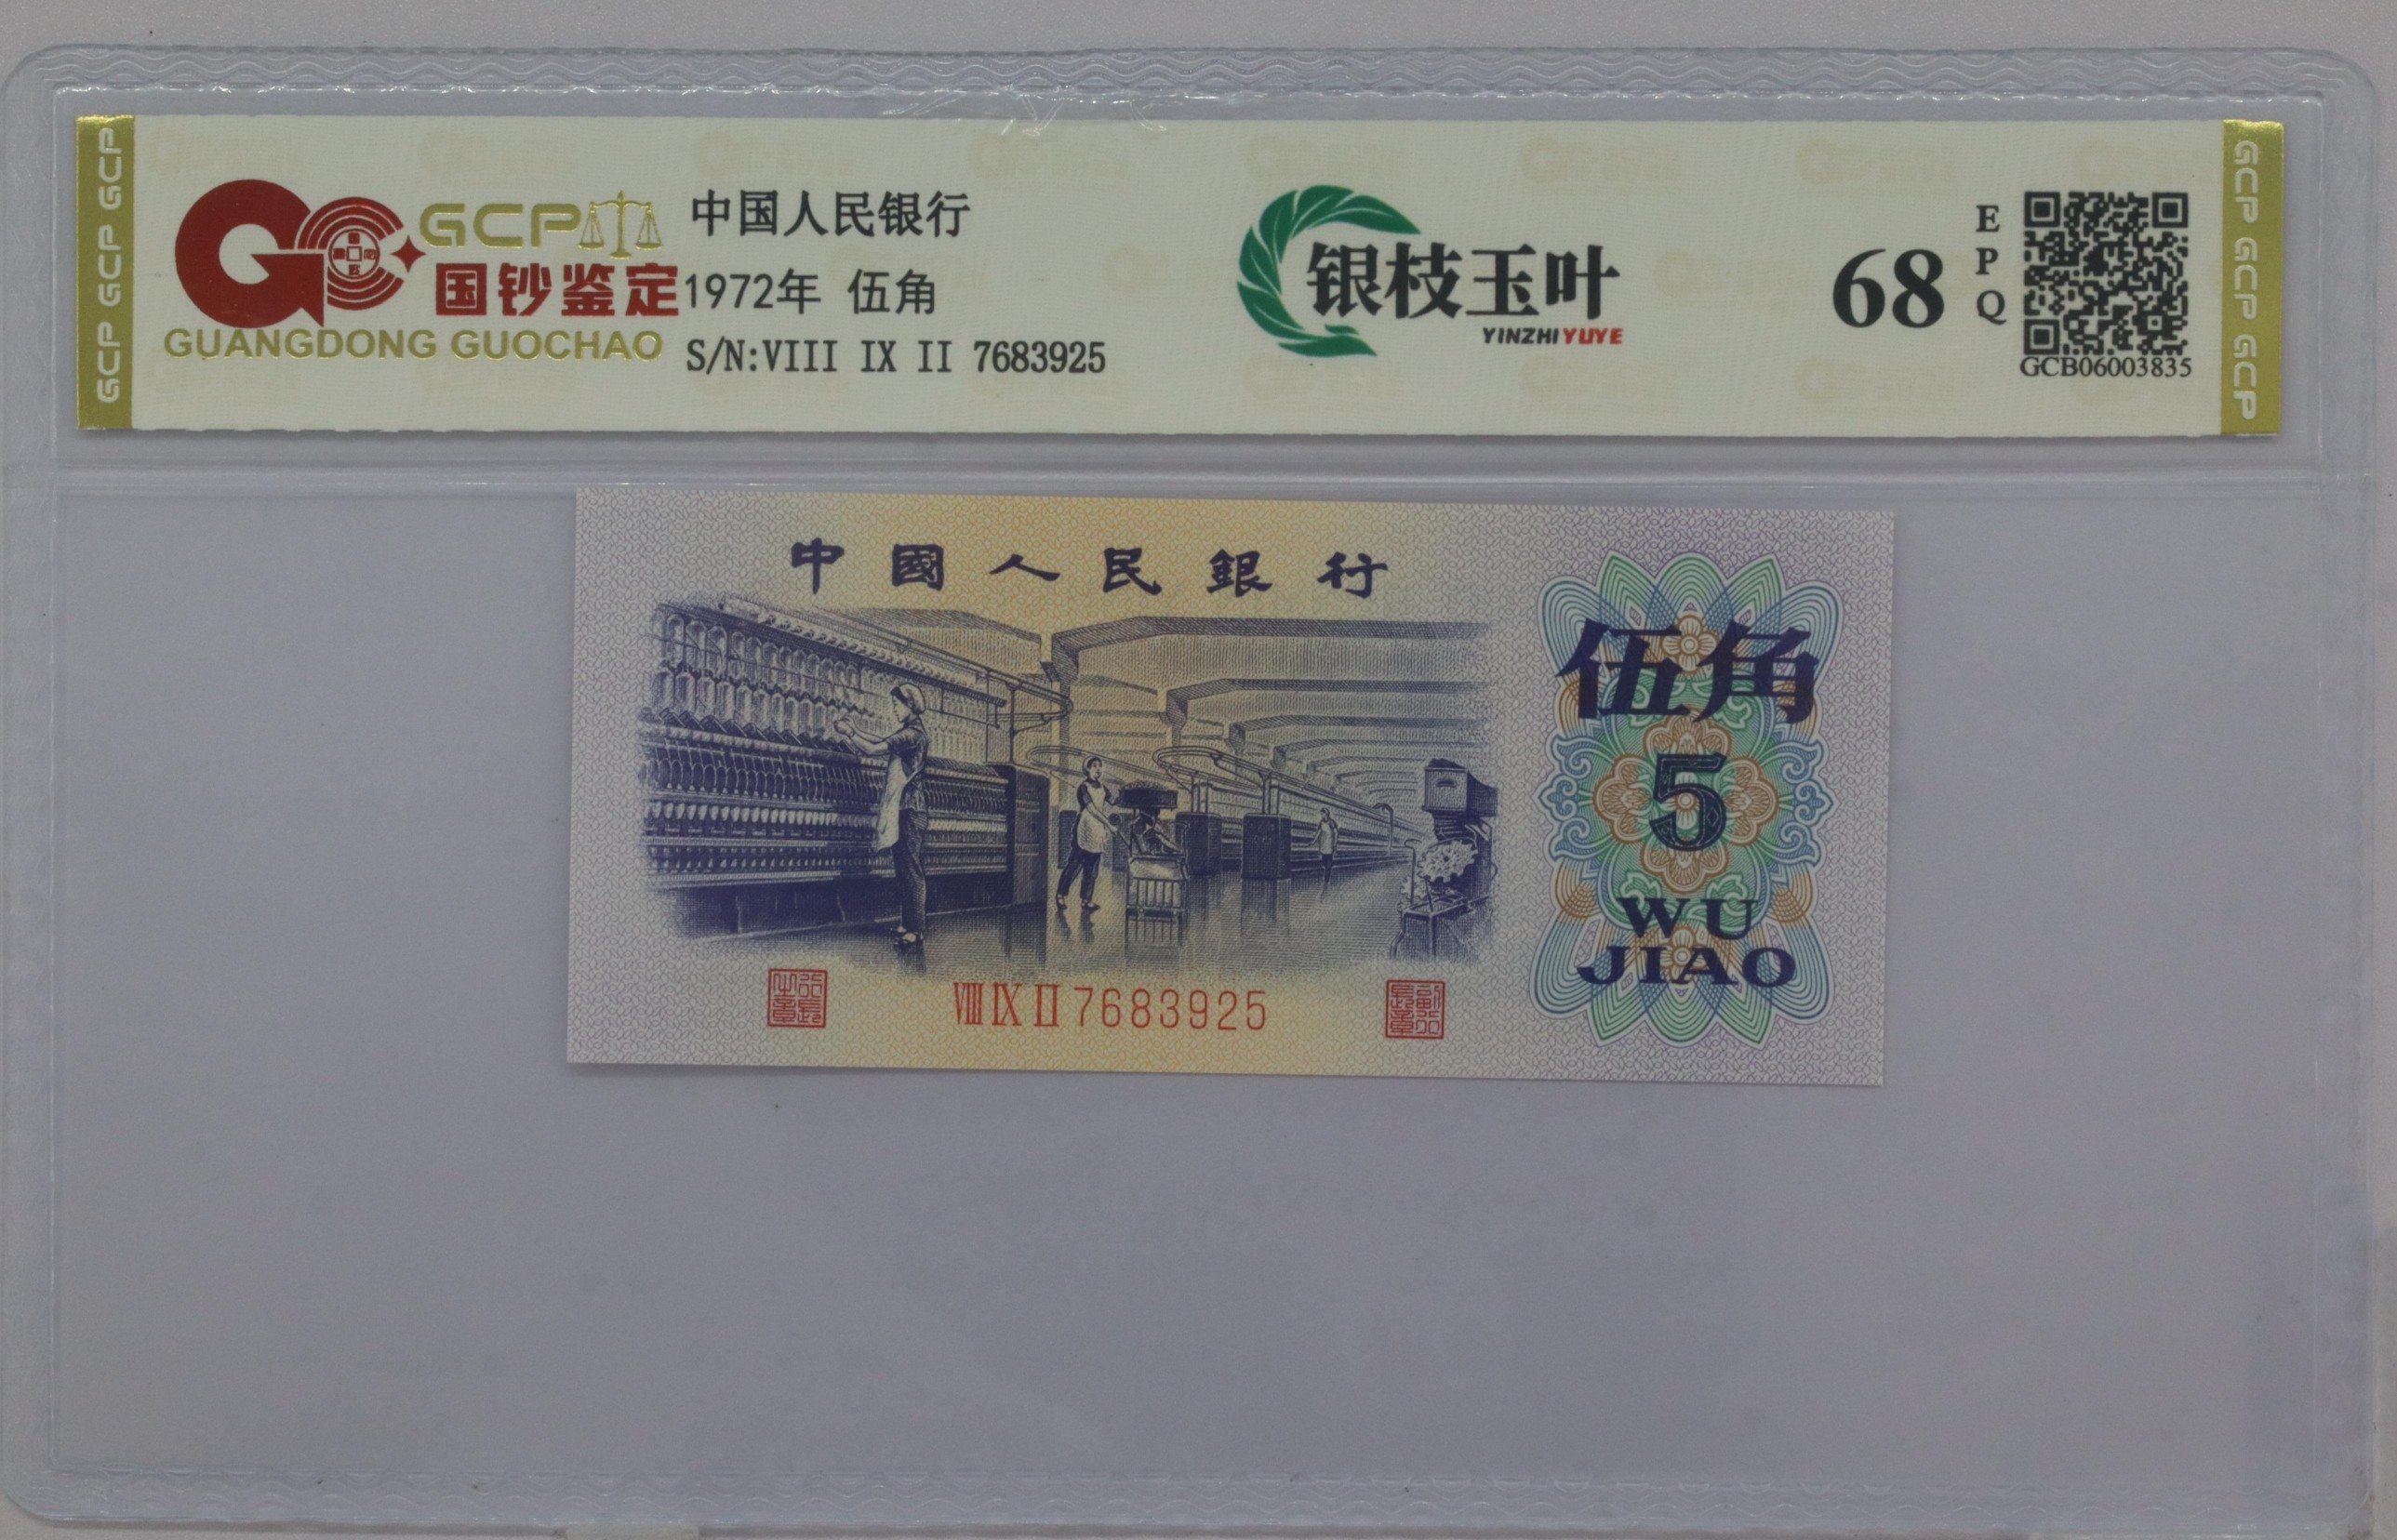 GCP GCP GCP
GCP
国钞鉴定
GUANGDONG GUOCHAO
中国人民银行
1972年 伍角
S/N:VIII IX II 7683925
银枝玉叶
YINZHIYUYE
68
EPQ
GCB06003835
GCP GCP GCP
中國人民銀行
伍角
5
WU
JIAO
VIII IX II 7683925